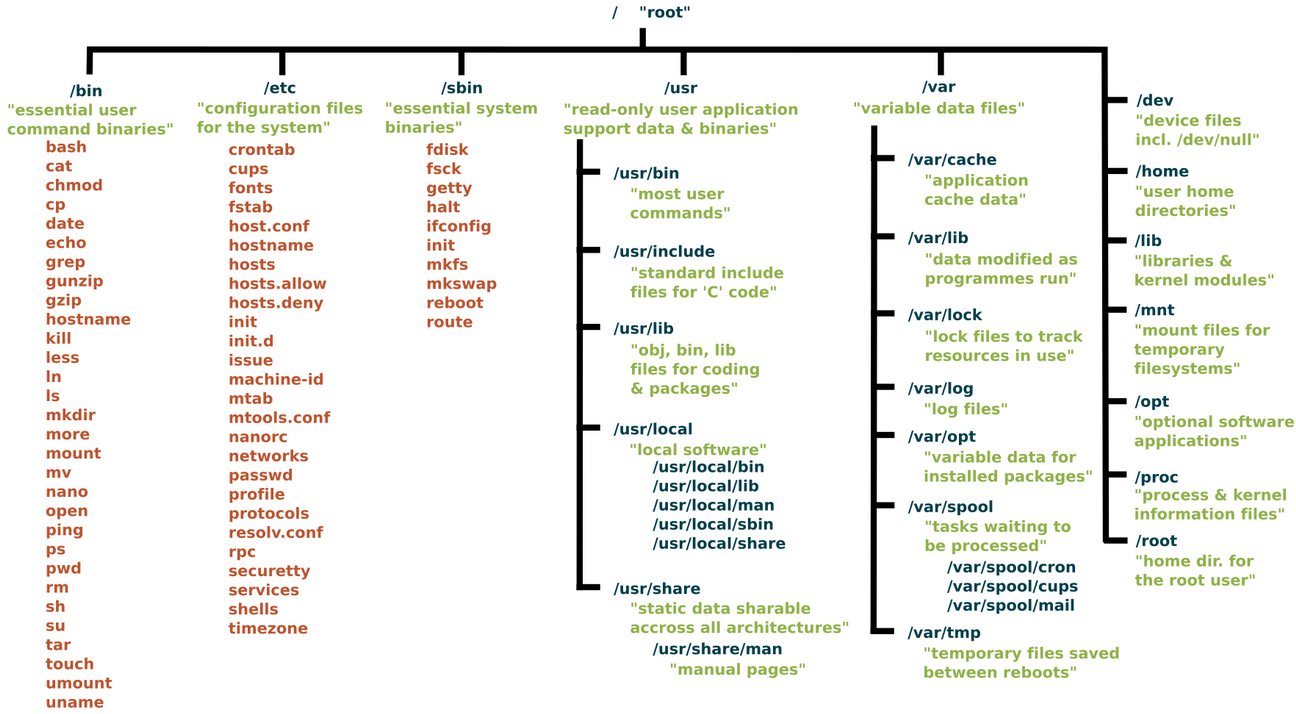 / "root"
/bin
"essential user
command binaries"
bash
cat
chmod
cp
date
echo
grep
gunzip
gzip
hostname
kill
less
ln
ls
mkdir
more
mount
mv
nano
open
ping
ps
pwd
rm
sh
su
tar
touch
umount
uname
/etc
"configuration files
for the system"
crontab
cups
fonts
fstab
host.conf
hostname
hosts
hosts.allow
hosts.deny
init
init.d
issue
machine-id
mtab
mtools.conf
nanorc
networks
passwd
profile
protocols
resolv.conf
rpc
securetty
services
shells
timezone
/sbin
"essential system
binaries"
fdisk
fsck
getty
halt
ifconfig
init
mkfs
mkswap
reboot
route
/usr
"read-only user application
support data & binaries"
/usr/bin
"most user
commands"
/usr/include
"standard include
files for 'C' code"
/usr/lib
"obj, bin, lib
files for coding
& packages"
/usr/local
"local software"
/usr/local/bin
/usr/local/lib
/usr/local/man
/usr/local/sbin
/usr/local/share
/usr/share
"static data sharable
accross all architectures"
/usr/share/man
"manual pages"
/var
"variable data files"
/var/cache
"application
cache data"
/var/lib
"data modified as
programmes run"
/var/lock
"lock files to track
resources in use"
/var/log
"log files"
/var/opt
"variable data for
installed packages"
/var/spool
"tasks waiting to
be processed"
/var/spool/cron
/var/spool/cups
/var/spool/mail
/var/tmp
"temporary files saved
between reboots"
/dev
"device files
incl. /dev/null"
/home
"user home
directories"
/lib
"libraries &
kernel modules"
/mnt
"mount files for
temporary
filesystems"
/opt
"optional software
applications"
/proc
"process & kernel
information files"
/root
"home dir. for
the root user"